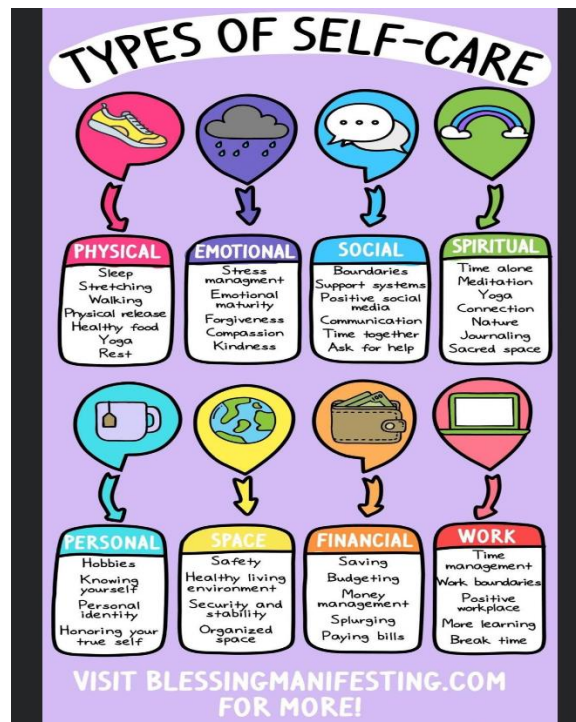 TYPES OF SELF-CARE
PHYSICAL
Sleep
Stretching
Walking
Physical release
Healthy food
Yoga
Rest
EMOTIONAL
Stress
managment
Emotional
maturity
Forgiveness
Compassion
Kindness
SOCIAL
Boundaries
Support systems
Positive social
media
Communication
Time together
Ask for help
SPIRITUAL
Time alone
Meditation
Yoga
Connection
Nature
Journaling
Sacred space
PERSONAL
Hobbies
Knowing
yourself
Personal
identity
Honoring your
true self
SPACE
Safety
Healthy living
environment
Security and
stability
Organized
space
FINANCIAL
Saving
Budgeting
Money
management
Splurging
Paying bills
WORK
Time
management
Work boundaries
Positive
workplace
More learning
Break time
VISIT BLESSINGMANIFESTING.COM
FOR MORE!